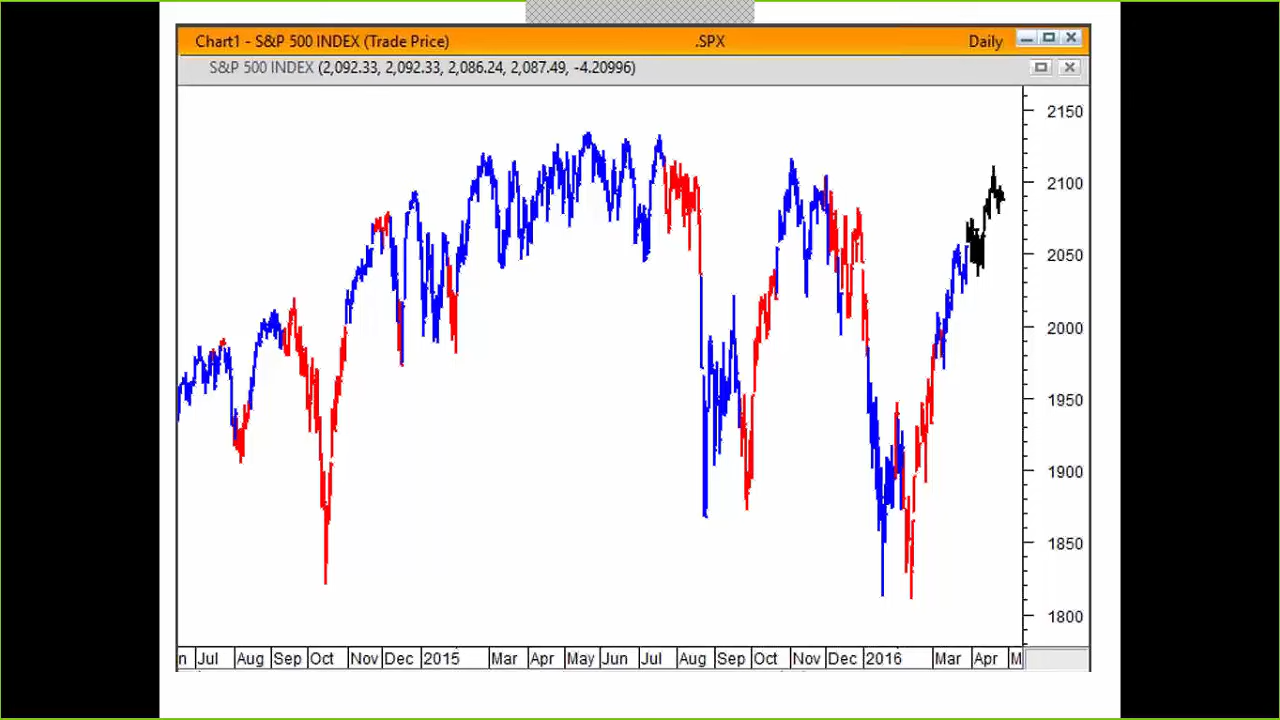 Chart1 - S&P 500 INDEX (Trade Price) .SPX Daily
S&P 500 INDEX (2,092.33, 2,092.33, 2,086.24, 2,087.49, -4.20996)
2150
2100
2050
2000
1950
1900
1850
1800
n Jul Aug Sep Oct Nov Dec 2015 Mar Apr May Jun Jul Aug Sep Oct Nov Dec 2016 Mar Apr M